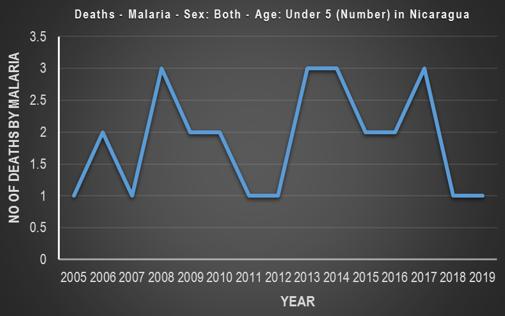 Deaths - Malaria - Sex: Both - Age: Under 5 (Number) in Nicaragua
NO OF DEATHS BY MALARIA
3.5
3
2.5
2
1.5
1
0.5
0
2005 2006 2007 2008 2009 2010 2011 2012 2013 2014 2015 2016 2017 2018 2019
YEAR